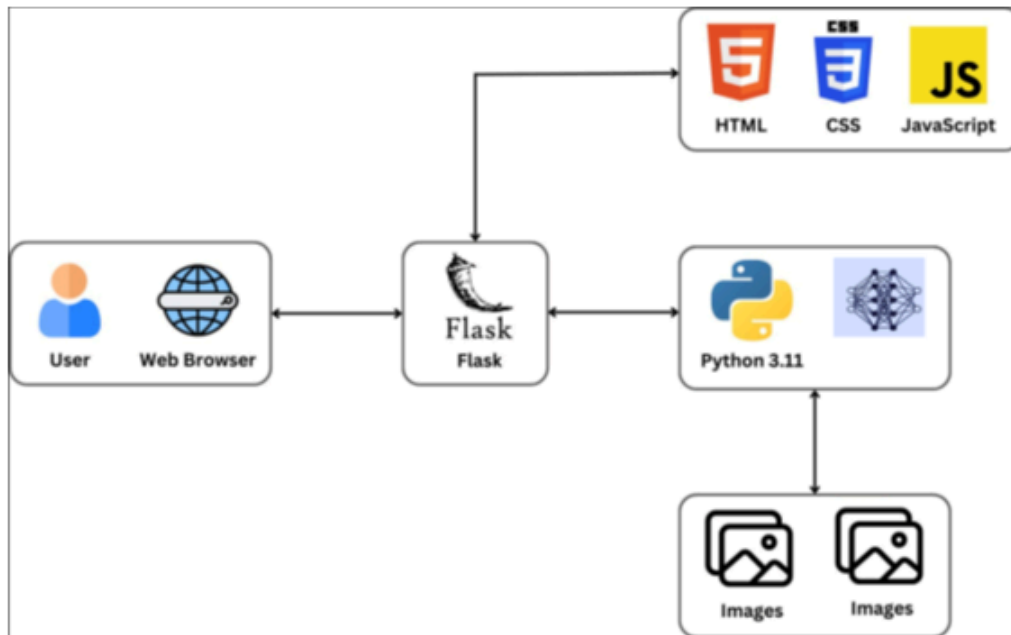 CSS
HTML
CSS
JavaScript
JS
User
Web Browser
Flask
Flask
Python 3.11
Images
Images